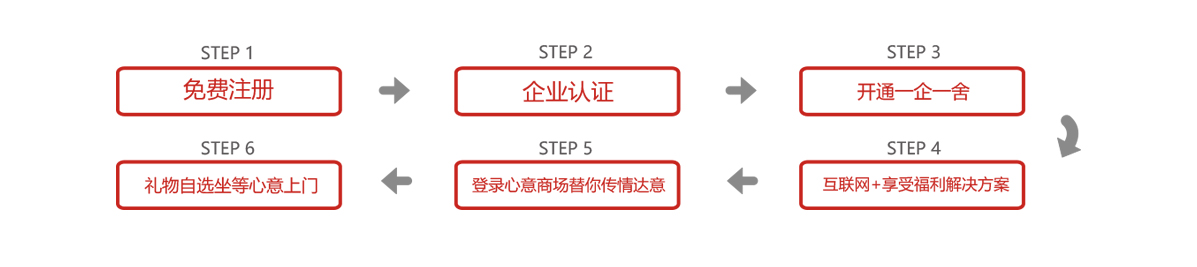 STEP 1
免费注册
STEP 2
企业认证
STEP 3
开通一企一舍
STEP 4
互联网+享受福利解决方案
STEP 5
登录心意商场替你传情达意
STEP 6
礼物自选坐等心意上门